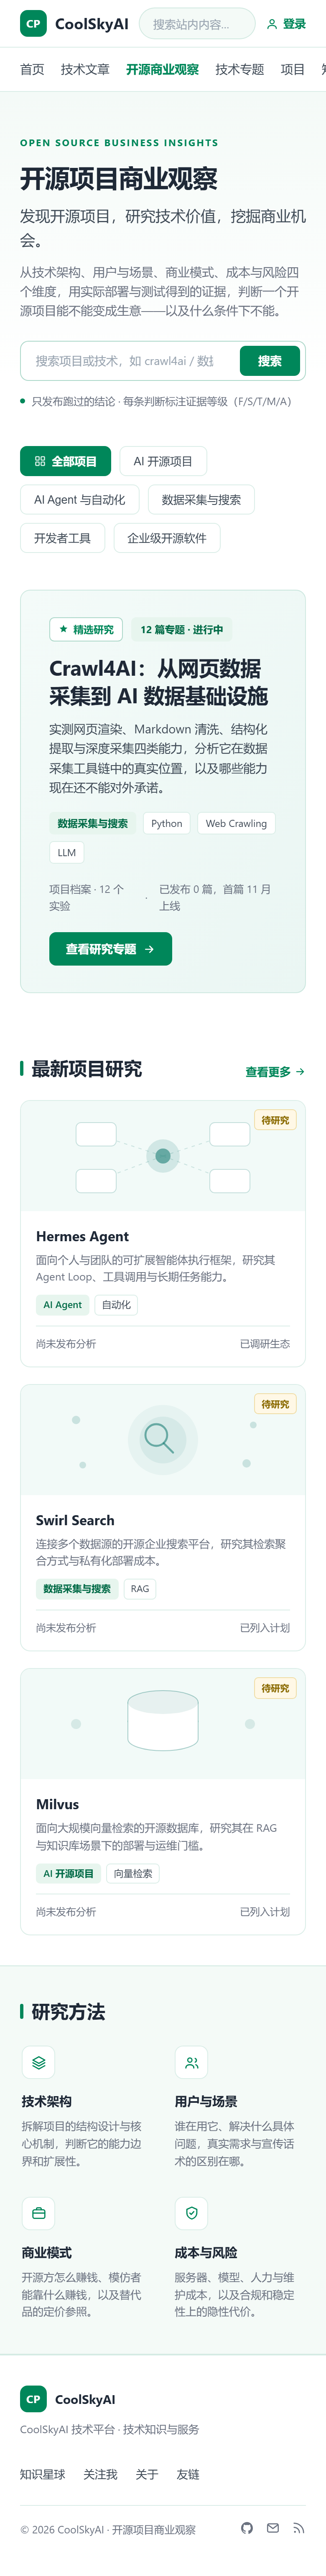 CP CoolSkyAI 搜索站内内容... 登录
首页 技术文章 开源商业观察 技术专题 项目
OPEN SOURCE BUSINESS INSIGHTS
开源项目商业观察
发现开源项目，研究技术价值，挖掘商业机
会。
从技术架构、用户与场景、商业模式、成本与风险四
个维度，用实际部署与测试得到的证据，判断一个开
源项目能不能变成生意——以及什么条件下不能。
搜索项目或技术，如 crawl4ai / 数据 搜索
只发布跑过的结论 · 每条判断标注证据等级（F/S/T/M/A）
全部项目 AI 开源项目
AI Agent 与自动化 数据采集与搜索
开发者工具 企业级开源软件
精选研究 12 篇专题 · 进行中
Crawl4AI：从网页数据
采集到 AI 数据基础设施
实测网页渲染、Markdown 清洗、结构化
提取与深度采集四类能力，分析它在数据
采集工具链中的真实位置，以及哪些能力
现在还不能对外承诺。
数据采集与搜索 Python Web Crawling
LLM
项目档案 · 12 个
实验
·
已发布 0 篇，首篇 11 月
上线
查看研究专题 →
最新项目研究 查看更多 →
待研究
Hermes Agent
面向个人与团队的可扩展智能体执行框架，研究其
Agent Loop、工具调用与长期任务能力。
AI Agent 自动化
尚未发布分析 已调研生态
待研究
Swirl Search
连接多个数据源的开源企业搜索平台，研究其检索聚
合方式与私有化部署成本。
数据采集与搜索 RAG
尚未发布分析 已列入计划
待研究
Milvus
面向大规模向量检索的开源数据库，研究其在 RAG
与知识库场景下的部署与运维门槛。
AI 开源项目 向量检索
尚未发布分析 已列入计划
研究方法
技术架构
拆解项目的结构设计与核
心机制，判断它的能力边
界和扩展性。
用户与场景
谁在用它、解决什么具体
问题，真实需求与宣传话
术的区别在哪。
商业模式
开源方怎么赚钱、模仿者
能靠什么赚钱，以及替代
品的定价参照。
成本与风险
服务器、模型、人力与维
护成本，以及合规和稳定
性上的隐性代价。
CP CoolSkyAI
CoolSkyAI 技术平台 · 技术知识与服务
知识星球 关注我 关于 友链
© 2026 CoolSkyAI · 开源项目商业观察